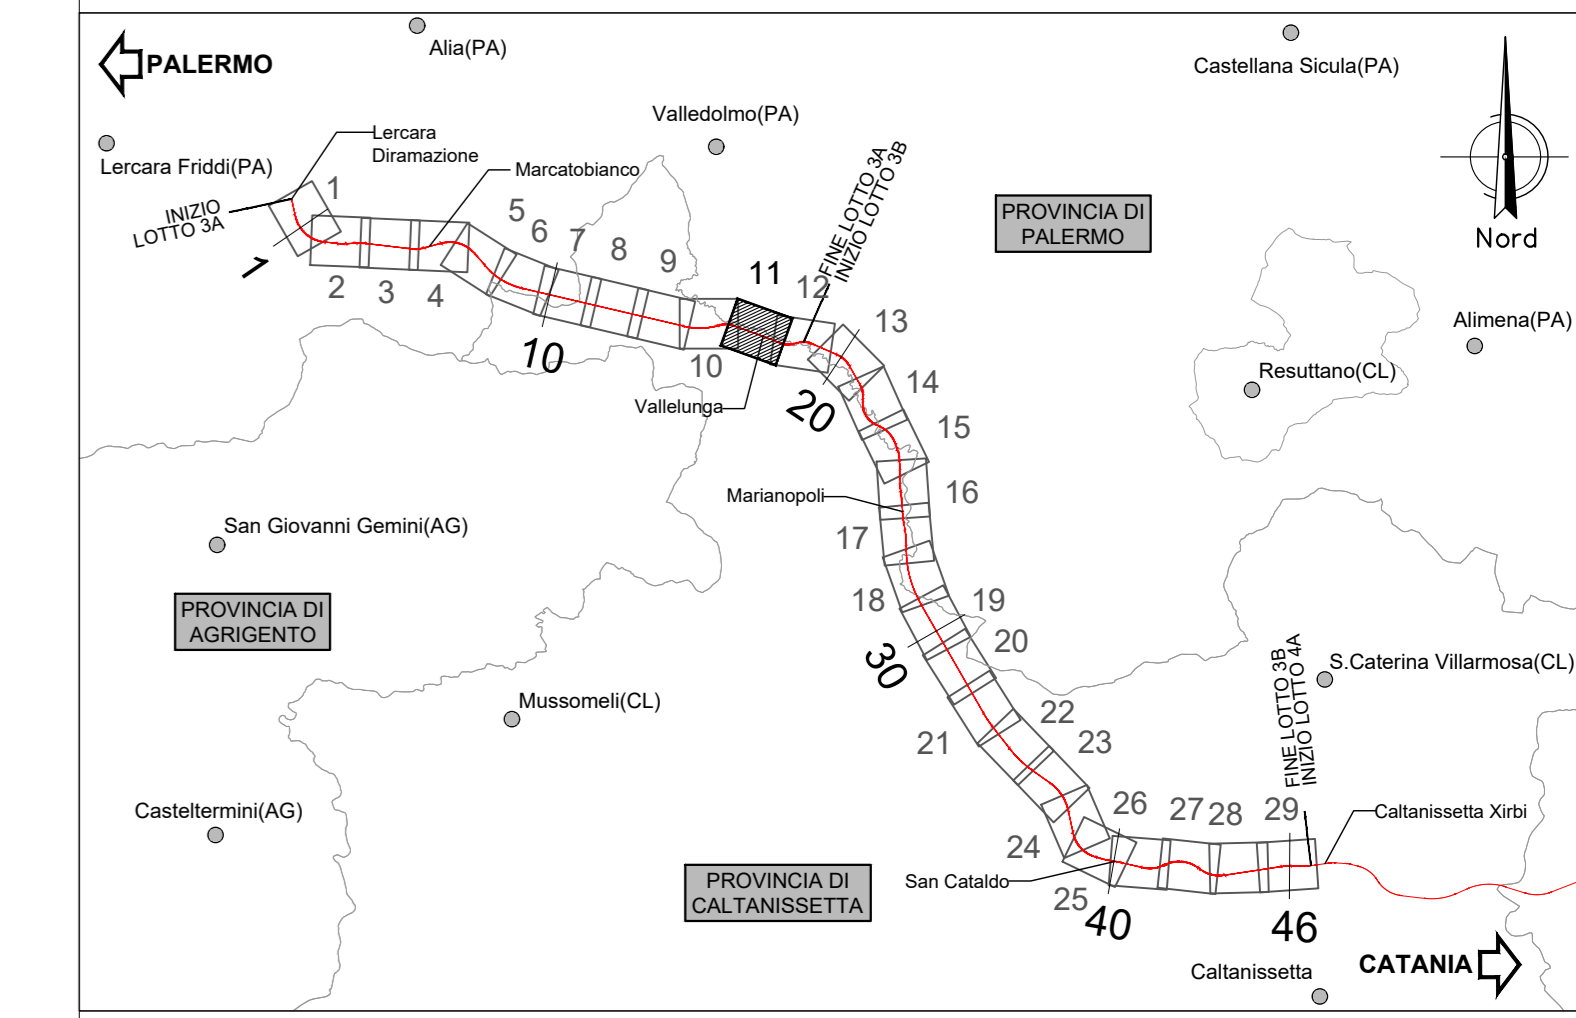 Alia(PA)
PALERMO
Castellana Sicula(PA)
Valledolmo(PA)
Lercara
Diramazione
Lercara Friddi(PA)
Marcatobianco
INIZIO
LOTTO 3A
1
1
2
3
4
5
6
7
8
9
10
10
11
12
FINE LOTTO 3A
INIZIO LOTTO 3B
PROVINCIA DI
PALERMO
Nord
13
Alimena(PA)
Resuttano(CL)
14
Vallelunga
20
15
Marianopoli
16
San Giovanni Gemini(AG)
17
PROVINCIA DI
AGRIGENTO
18
19
20
30
S.Caterina Villarmosa(CL)
FINE LOTTO 3B
INIZIO LOTTO 4A
Mussomeli(CL)
21
22
23
Casteltermini(AG)
24
26
27
28
29
Caltanissetta Xirbi
San Cataldo
25
PROVINCIA DI
CALTANISSETTA
40
46
CATANIA
Caltanissetta